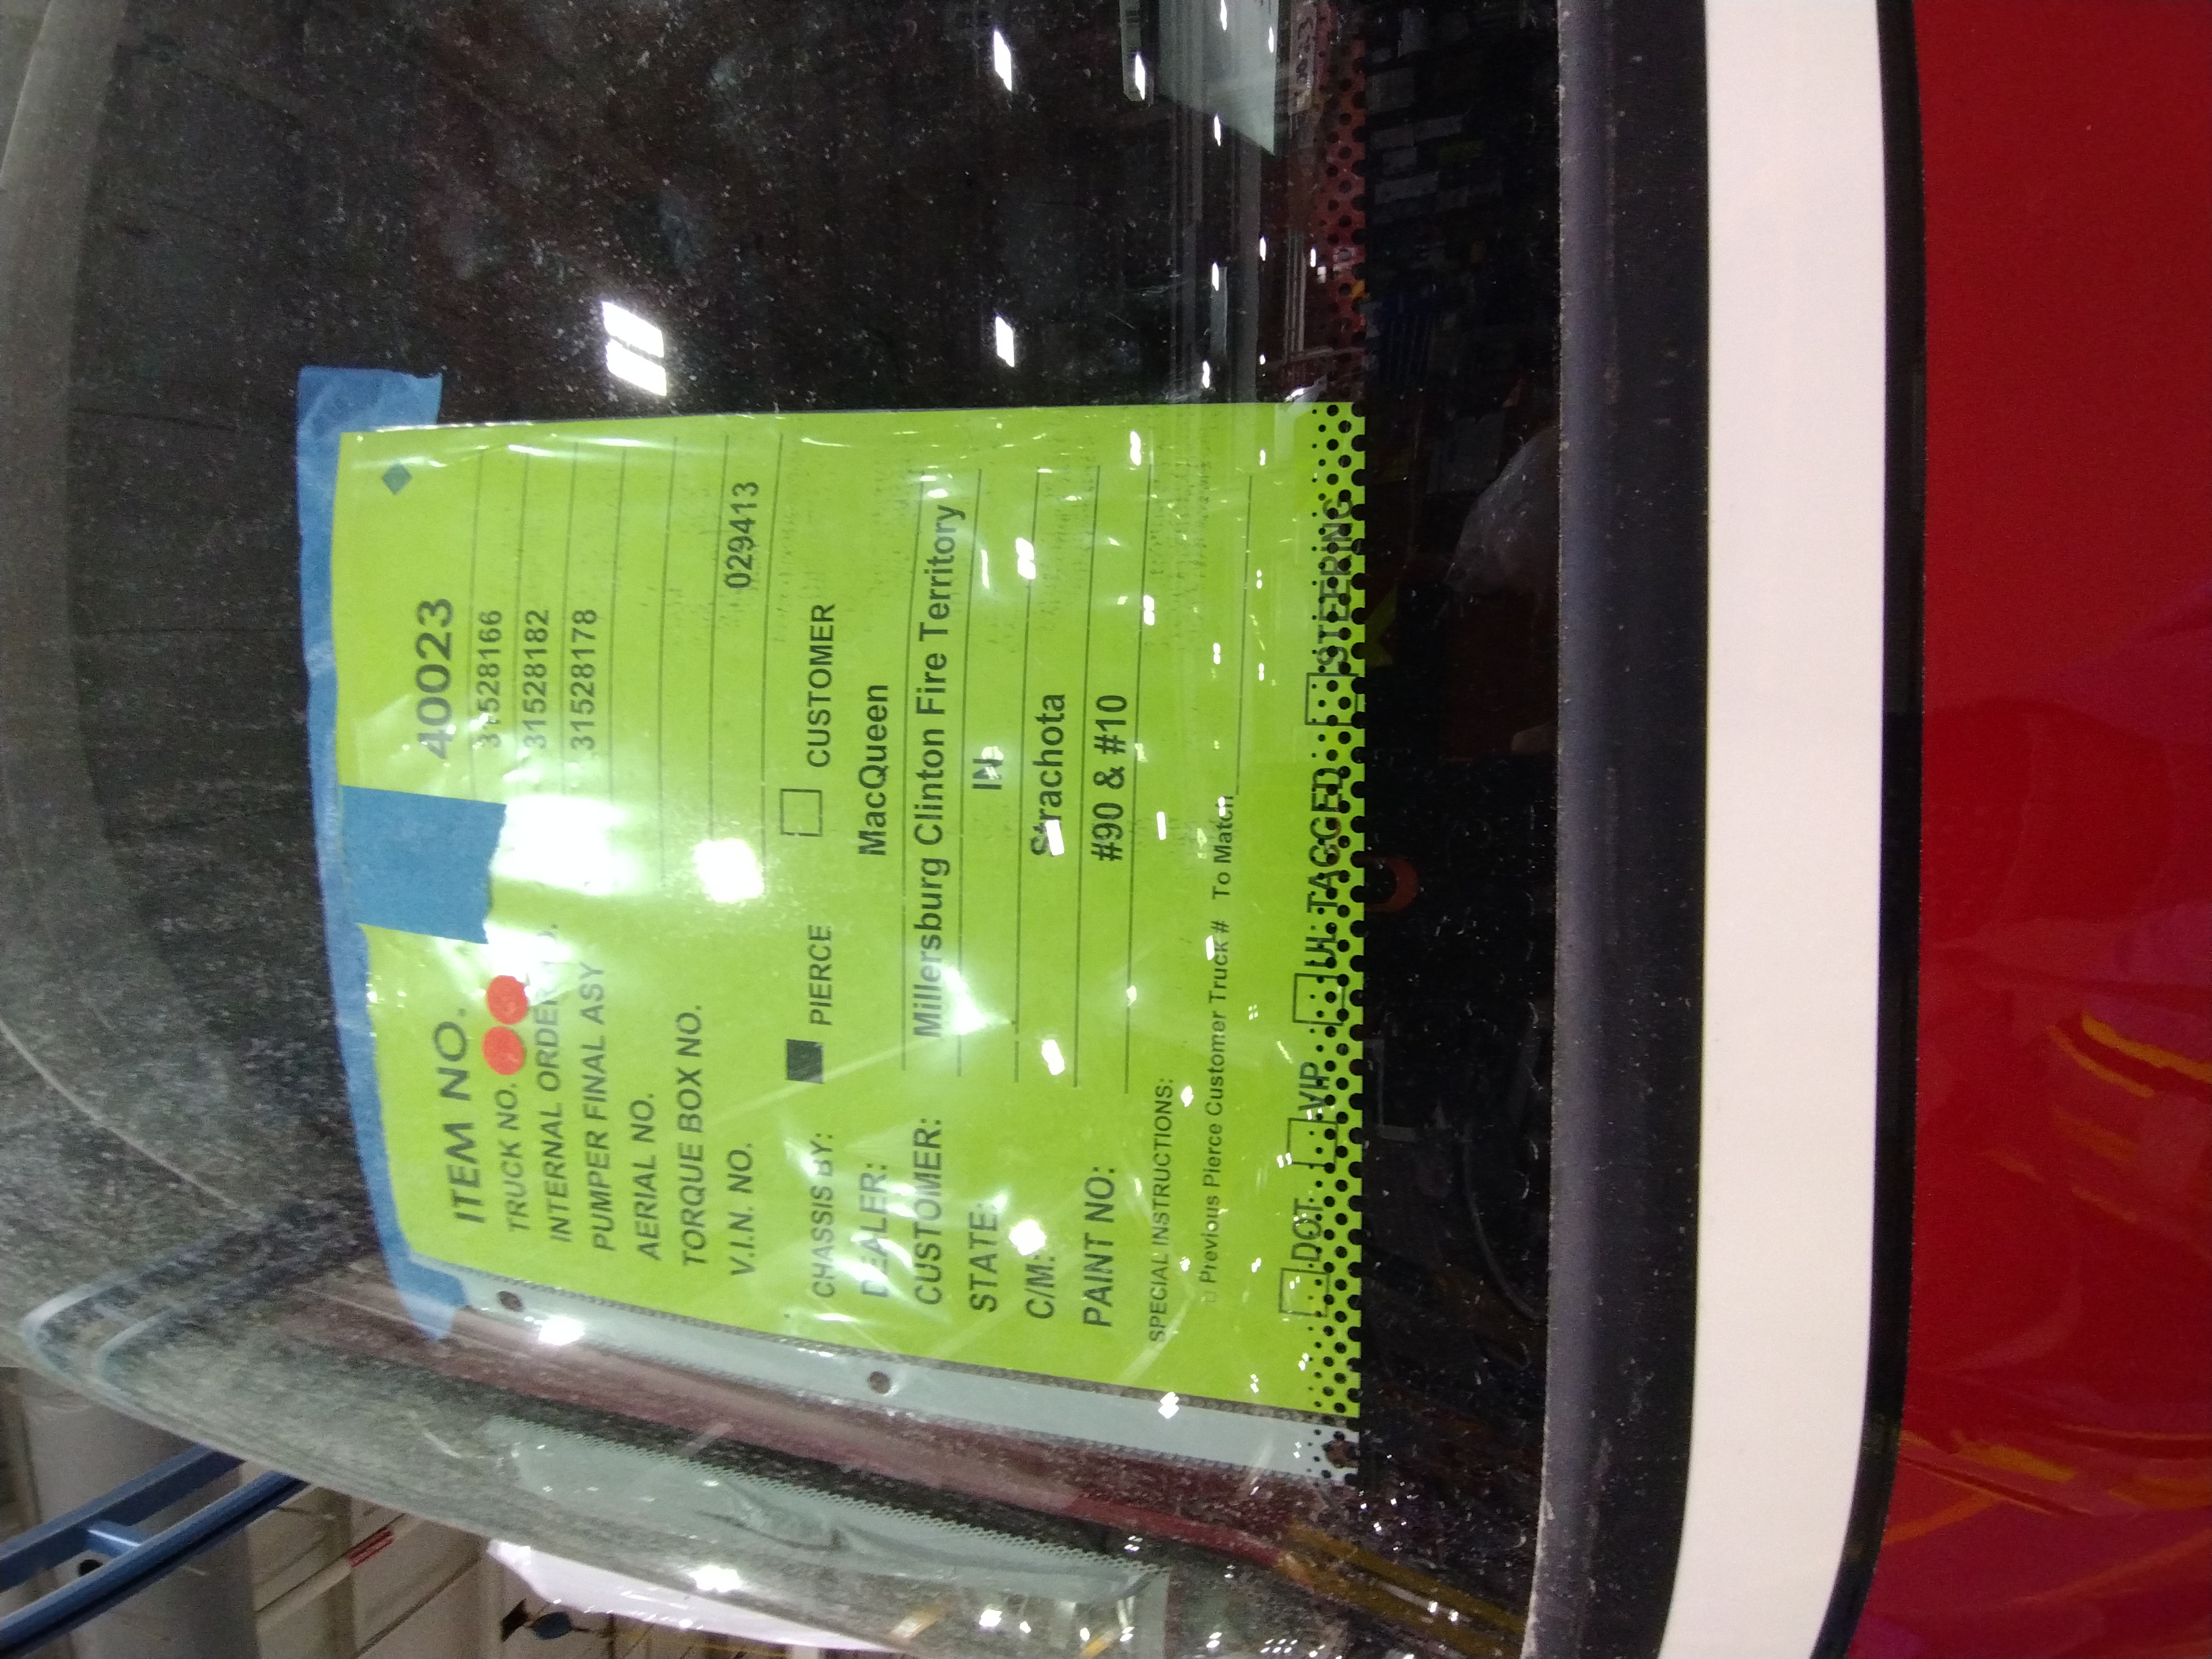 ITEM NO. 40023
TRUCK NO. 31528166
INTERNAL ORDER NO. 31528182
PUMPER FINAL ASY 31528178
AERIAL NO.
TORQUE BOX NO.
V.I.N. NO. 029413
CHASSIS BY: PIERCE CUSTOMER
DEALER: MacQueen
CUSTOMER: Millersburg Clinton Fire Territory
STATE: IN
C/M: Strachota
PAINT NO: #90 & #10
SPECIAL INSTRUCTIONS:
Previous Pierce Customer Truck # To Match
DOT VIP UL TAGGED STEERING